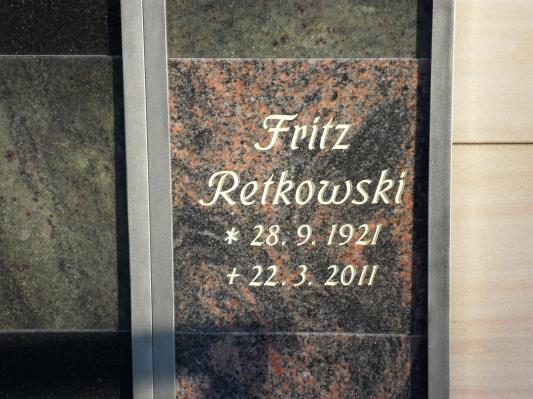 Fritz
Retkowski
* 28. 9. 1921
+ 22. 3. 2011